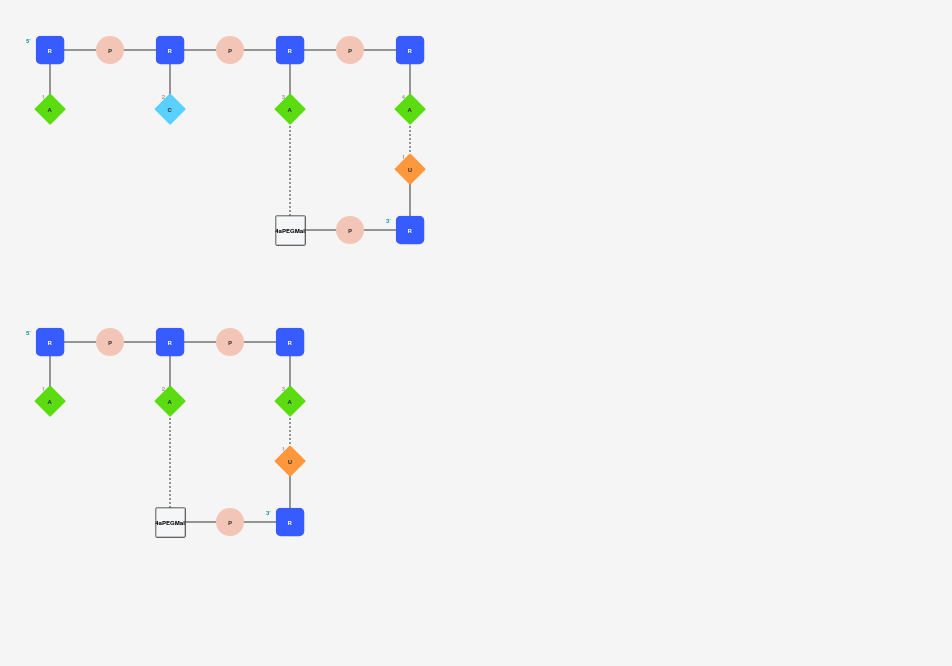 5' R P R P R P R
1 A 2 C 3 A 4 A
1 U
4aPEGMal P 3' R
5' R P R P R
1 A 2 A 3 A
1 U
4aPEGMal P 3' R